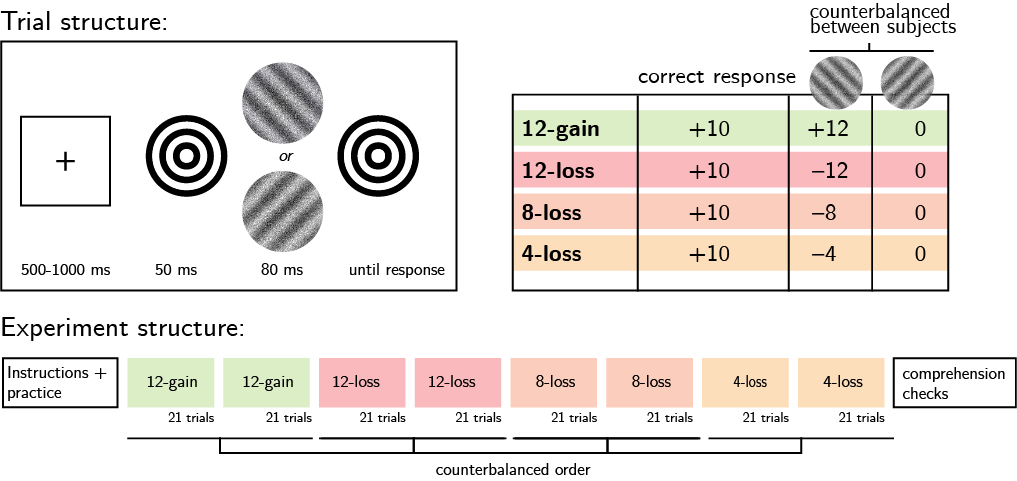 Trial structure:
+
or
500-1000 ms 50 ms 80 ms until response
counterbalanced
between subjects
correct response
12-gain +10 +12 0
12-loss +10 –12 0
8-loss +10 –8 0
4-loss +10 –4 0
Experiment structure:
Instructions +
practice
12-gain 12-gain 12-loss 12-loss 8-loss 8-loss 4-loss 4-loss
21 trials 21 trials 21 trials 21 trials 21 trials 21 trials 21 trials 21 trials
comprehension
checks
counterbalanced order